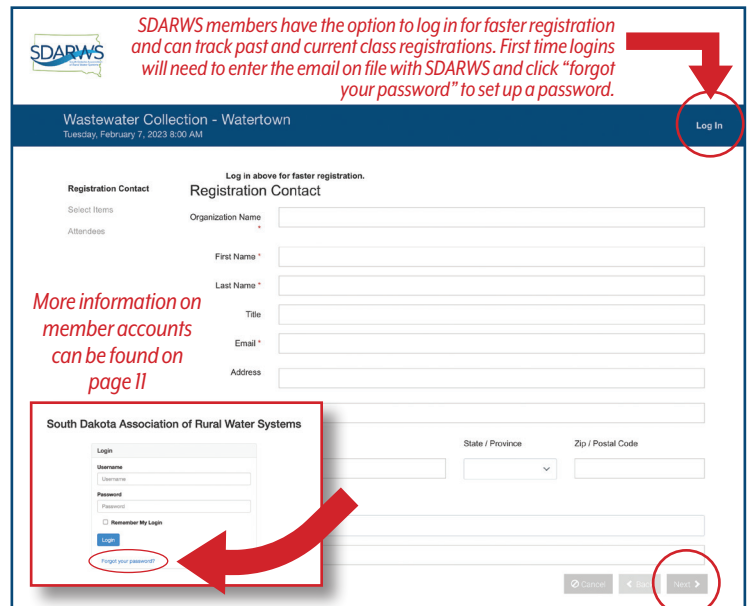 SDARWS
SDARWS members have the option to log in for faster registration
and can track past and current class registrations. First time logins
will need to enter the email on file with SDARWS and click “forgot
your password” to set up a password.
Wastewater Collection - Watertown
Tuesday, February 7, 2023 8:00 AM
Log In
Log in above for faster registration.
Registration Contact
Select Items
Attendees
Registration Contact
Organization Name
*
First Name *
Last Name *
Title
Email *
Address
State / Province
Zip / Postal Code
More information on
member accounts
can be found on
page 11
South Dakota Association of Rural Water Systems
Login
Username
Username
Password
Password
Remember My Login
Login
Forgot your password?
Cancel
Next